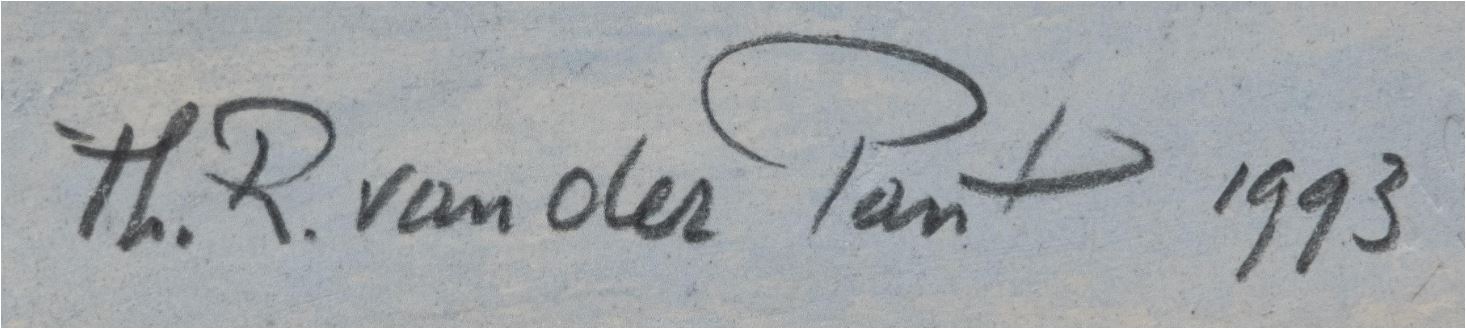 Th. R. van der Pant 1993